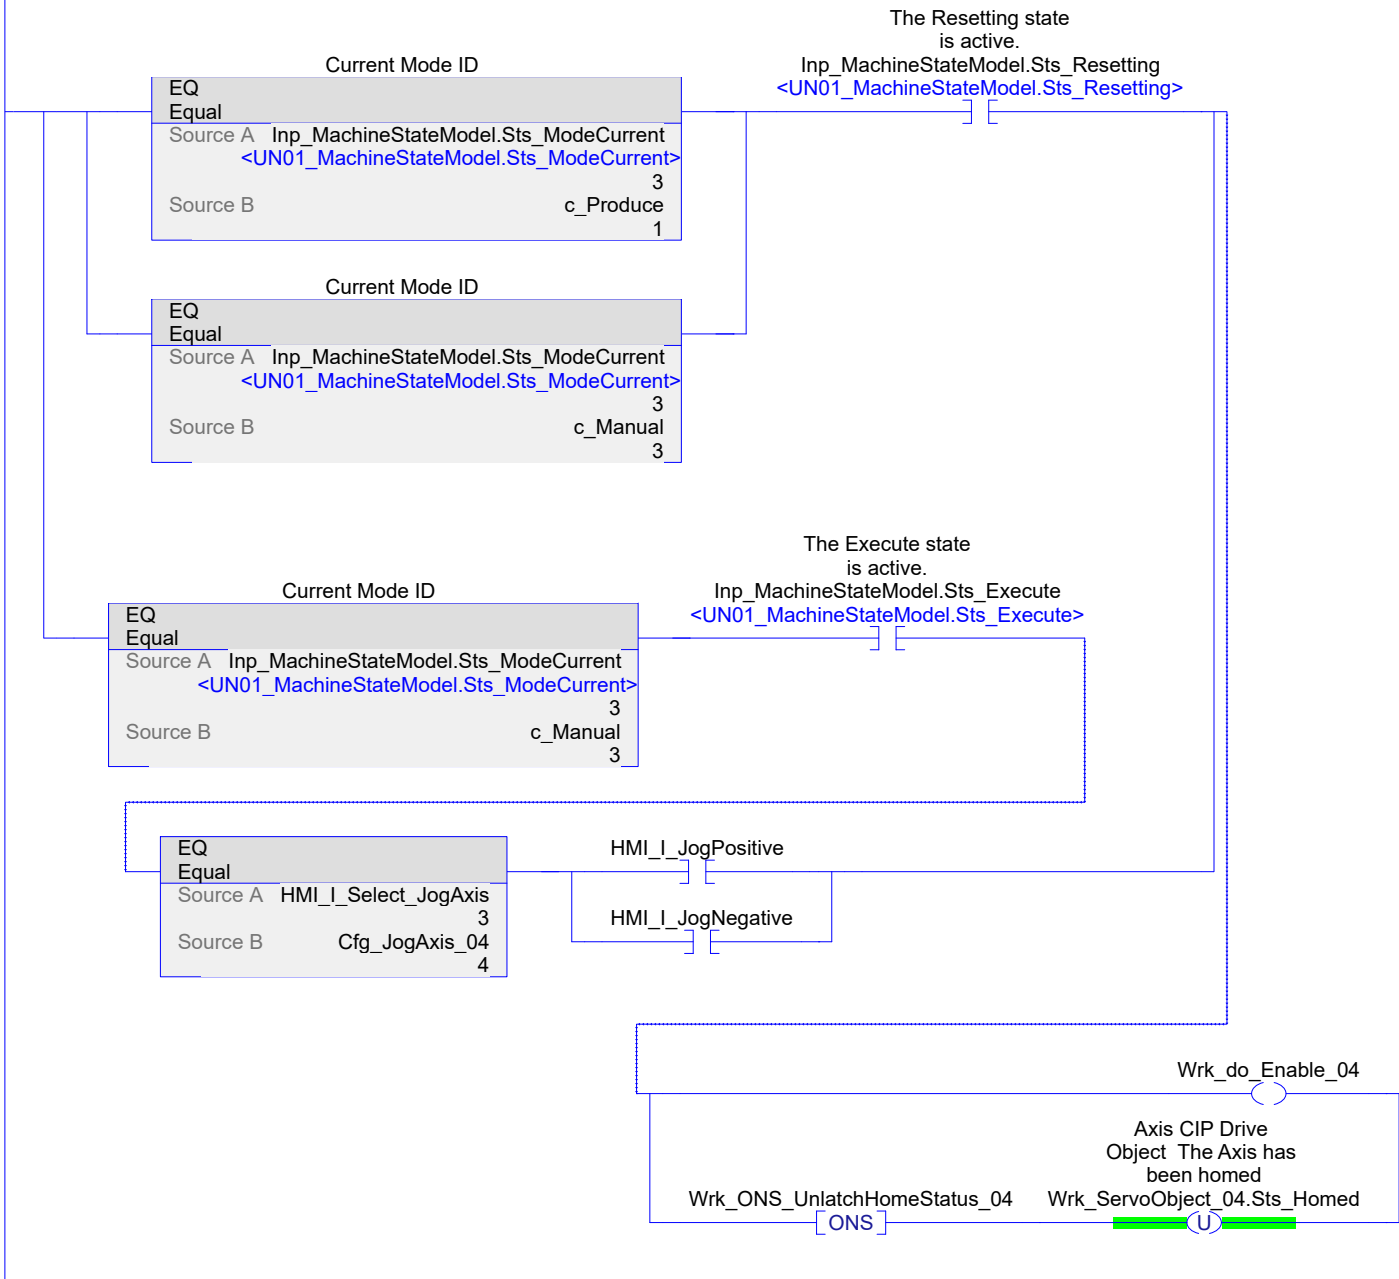 The Resetting state
is active.
Inp_MachineStateModel.Sts_Resetting
<UN01_MachineStateModel.Sts_Resetting>
Current Mode ID
EQ
Equal
Source A Inp_MachineStateModel.Sts_ModeCurrent
<UN01_MachineStateModel.Sts_ModeCurrent>
3
Source B c_Produce
1
Current Mode ID
EQ
Equal
Source A Inp_MachineStateModel.Sts_ModeCurrent
<UN01_MachineStateModel.Sts_ModeCurrent>
3
Source B c_Manual
3
The Execute state
is active.
Inp_MachineStateModel.Sts_Execute
<UN01_MachineStateModel.Sts_Execute>
Current Mode ID
EQ
Equal
Source A Inp_MachineStateModel.Sts_ModeCurrent
<UN01_MachineStateModel.Sts_ModeCurrent>
3
Source B c_Manual
3
EQ
Equal
Source A HMI_I_Select_JogAxis
3
Source B Cfg_JogAxis_04
4
HMI_I_JogPositive
HMI_I_JogNegative
Wrk_do_Enable_04
Axis CIP Drive
Object The Axis has
been homed
Wrk_ONS_UnlatchHomeStatus_04 Wrk_ServoObject_04.Sts_Homed
ONS U